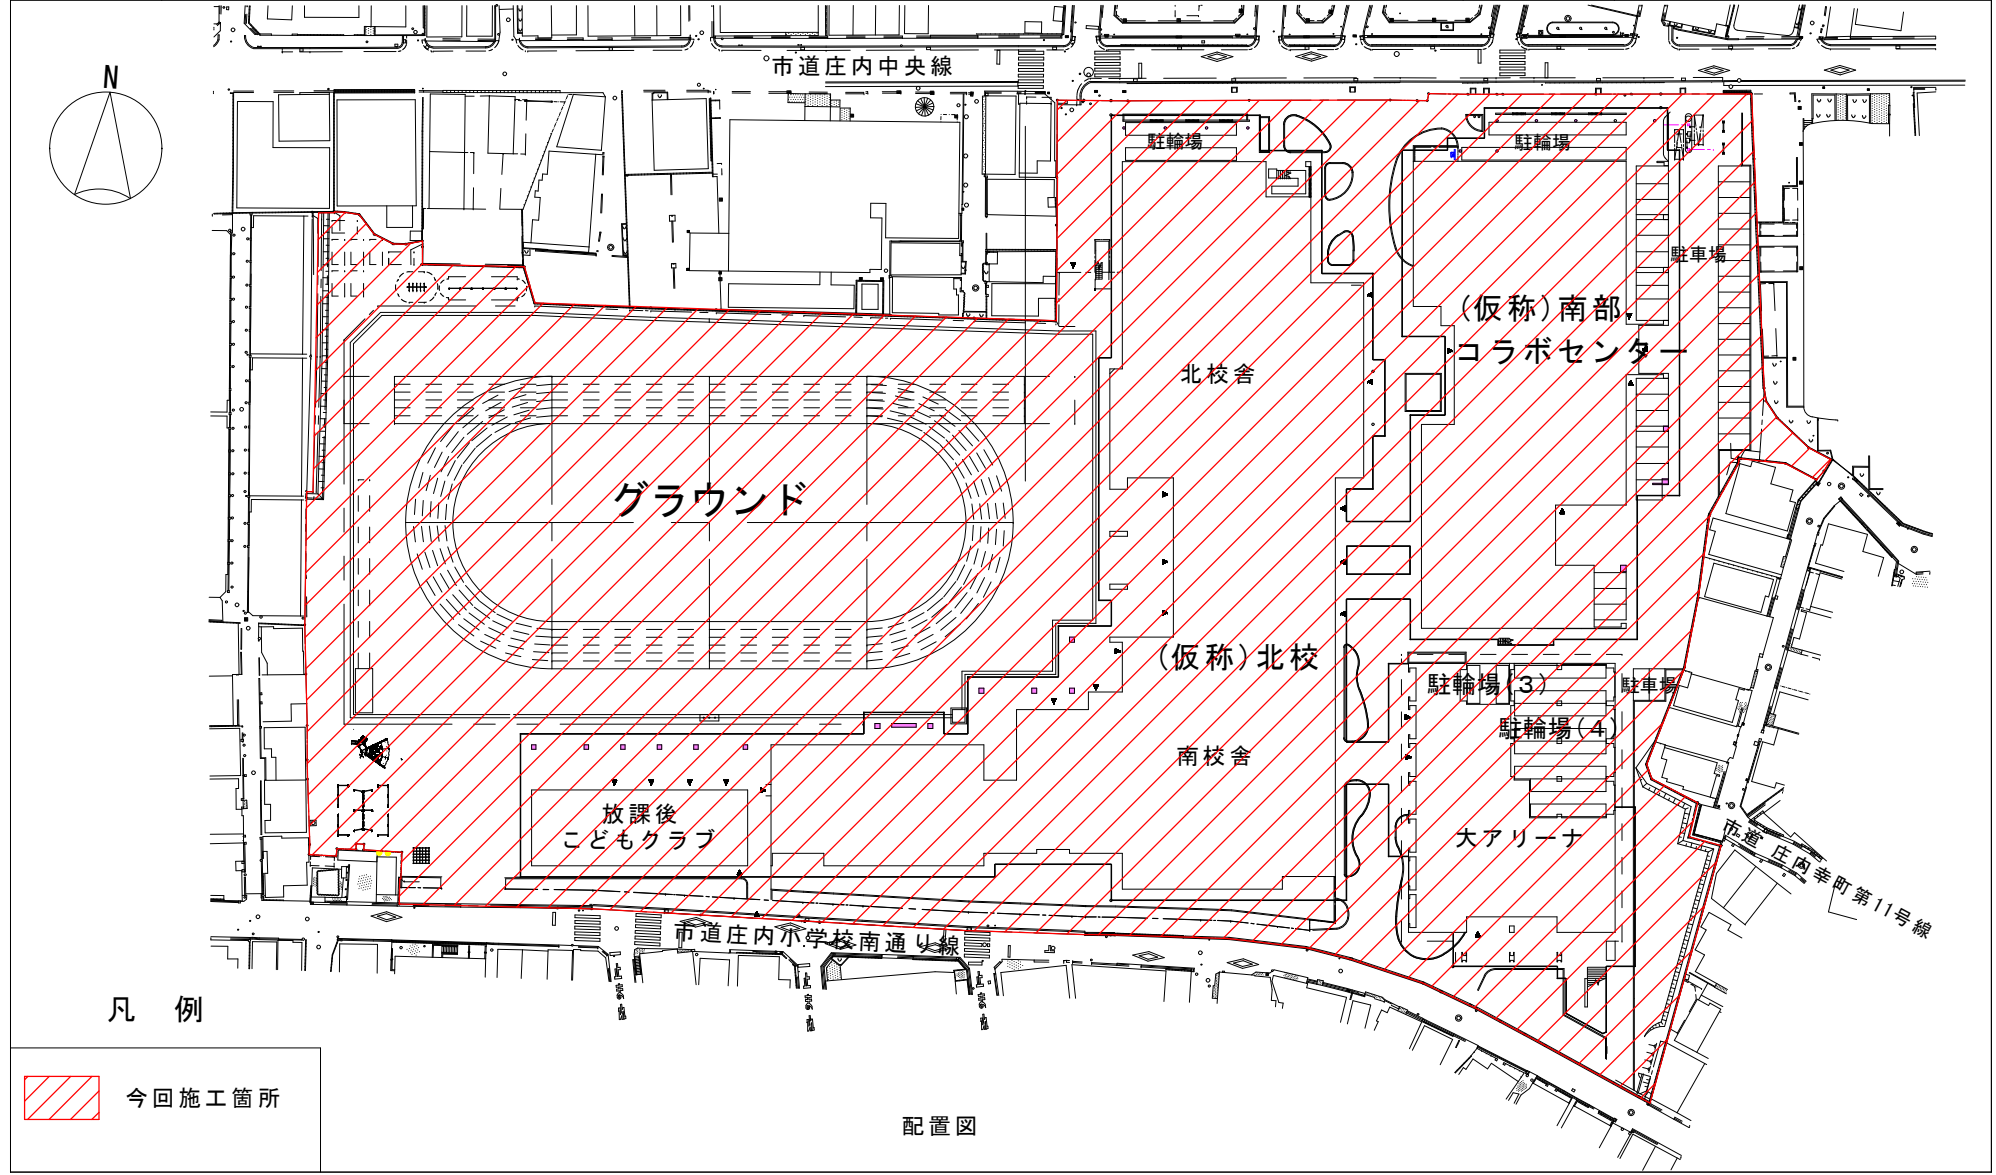 市道庄内中央線
N
駐輪場
駐輪場
駐車場
(仮称)南部
コラボセンター
北校舎
グラウンド
(仮称)北校
駐輪場(3)
駐車場
駐輪場(4)
南校舎
放課後
こどもクラブ
大アリーナ
市道 庄内幸町第11号線
市道庄内小学校南通り線
凡 例
今回施工箇所
配置図